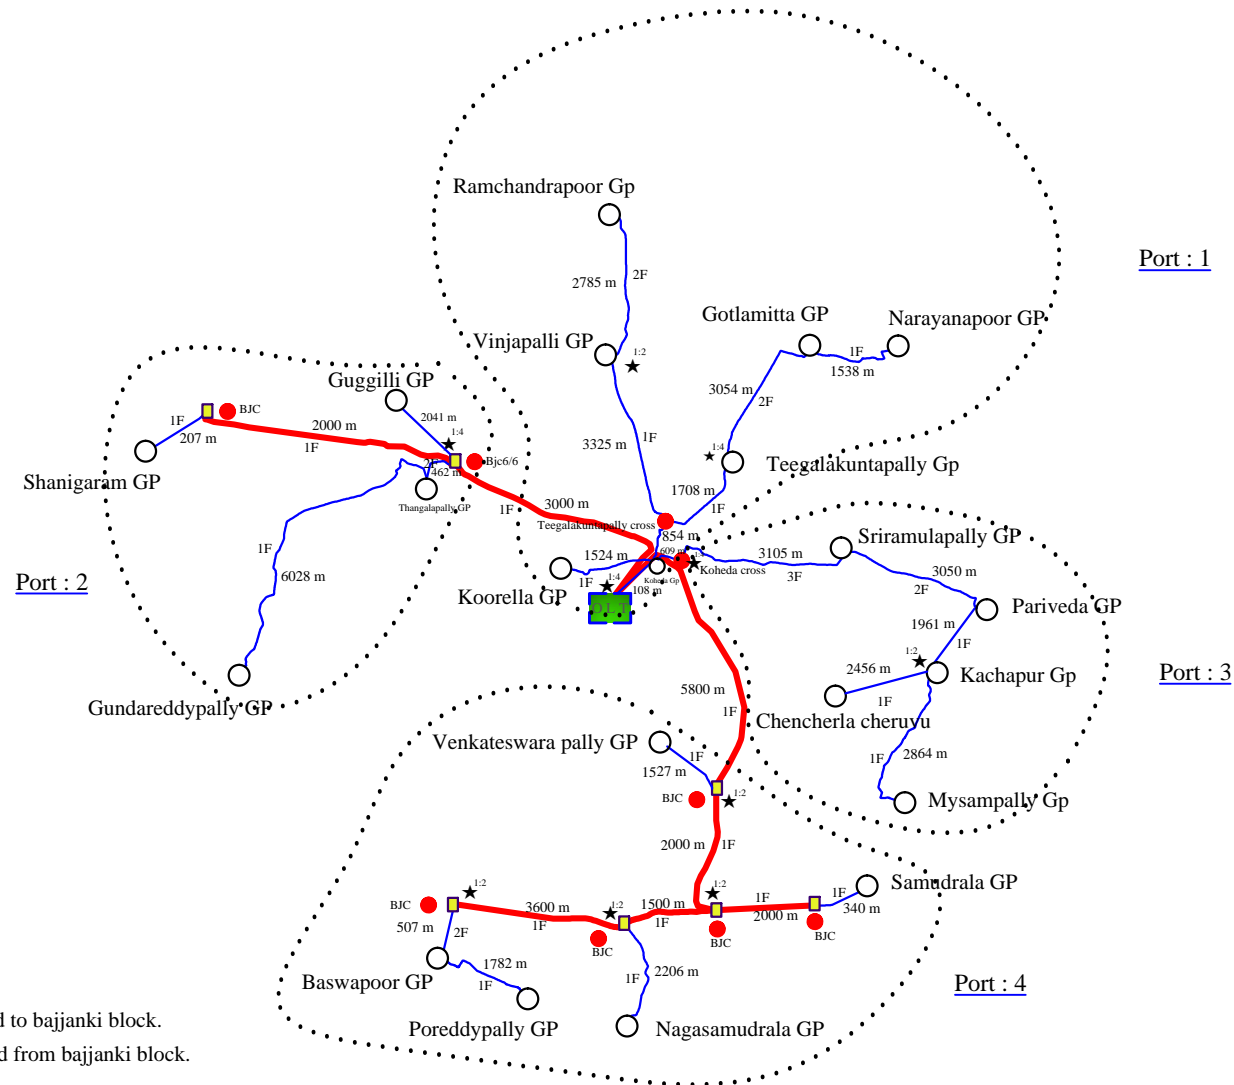 Ramchandrapoor Gp
Port : 1
2785 m
2F
Gotlamitta GP
Narayanapoor GP
Vinjapalli GP
1:2
1F
1538 m
Guggilli GP
3054 m
2F
2041 m
1:4
BJC
1F
207 m
2000 m
1F
3325 m
1F
1:4
Teegalakuntapally Gp
Shanigaram GP
2F
462 m
Bjc6/6
Thangalapally GP
1708 m
1F
3000 m
1F
Teegalakuntapally cross
854 m
609 m
Sriramulapally GP
1F
6028 m
1524 m
1F
Koorella GP
1:4
Koheda Gp
108 m
OLT
1:4
Koheda cross
3105 m
3F
3050 m
2F
Port : 2
Pariveda GP
1961 m
1F
1:2
Kachapur Gp
2456 m
1F
Port : 3
Gundareddypally GP
5800 m
1F
Chencherla cheruvu
Venkateswara pally GP
1F
1527 m
1F
2864 m
BJC
1:2
Mysampally Gp
2000 m
1F
Samudrala GP
1:2
BJC
3600 m
1F
1:2
1500 m
1F
1:2
1F
2000 m
1F
340 m
507 m
2F
BJC
BJC
BJC
Baswapoor GP
1782 m
1F
1F
2206 m
Port : 4
Poreddypally GP
Nagasamudrala GP
d to bajjanki block.
d from bajjanki block.